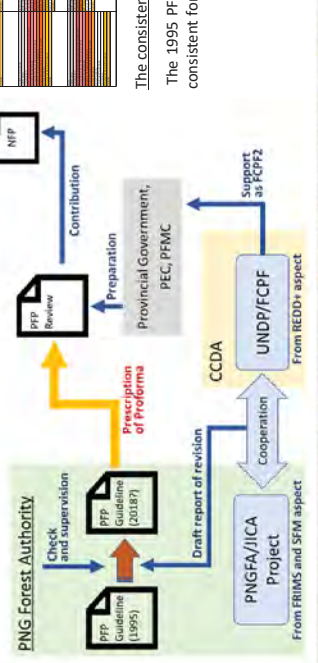 PNG Forest Authority
Check
and supervision
PFP
Guideline
(1995)
PFP
Guideline
(2018?)
Prescription
of Proforma
PFP
Review
Contribution
NFP
Preparation
Provincial Government,
PEC, PFMC
Draft report of revision
Support
as FCPF2
CCDA
PNGFA/JICA
Project
Cooperation
UNDP/FCPF
From FRIMS and SFM aspect
From REDD+ aspect
The consisten
The 1995 PF
consistent fo